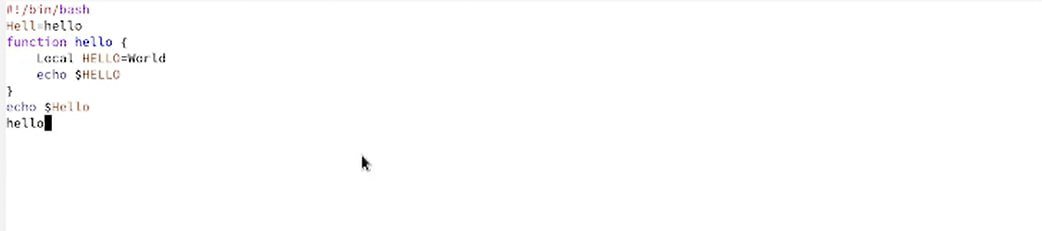 #!/bin/bash
Hell=hello
function hello {
    Local HELLO=World
    echo $HELLO
}
echo $Hello
hello